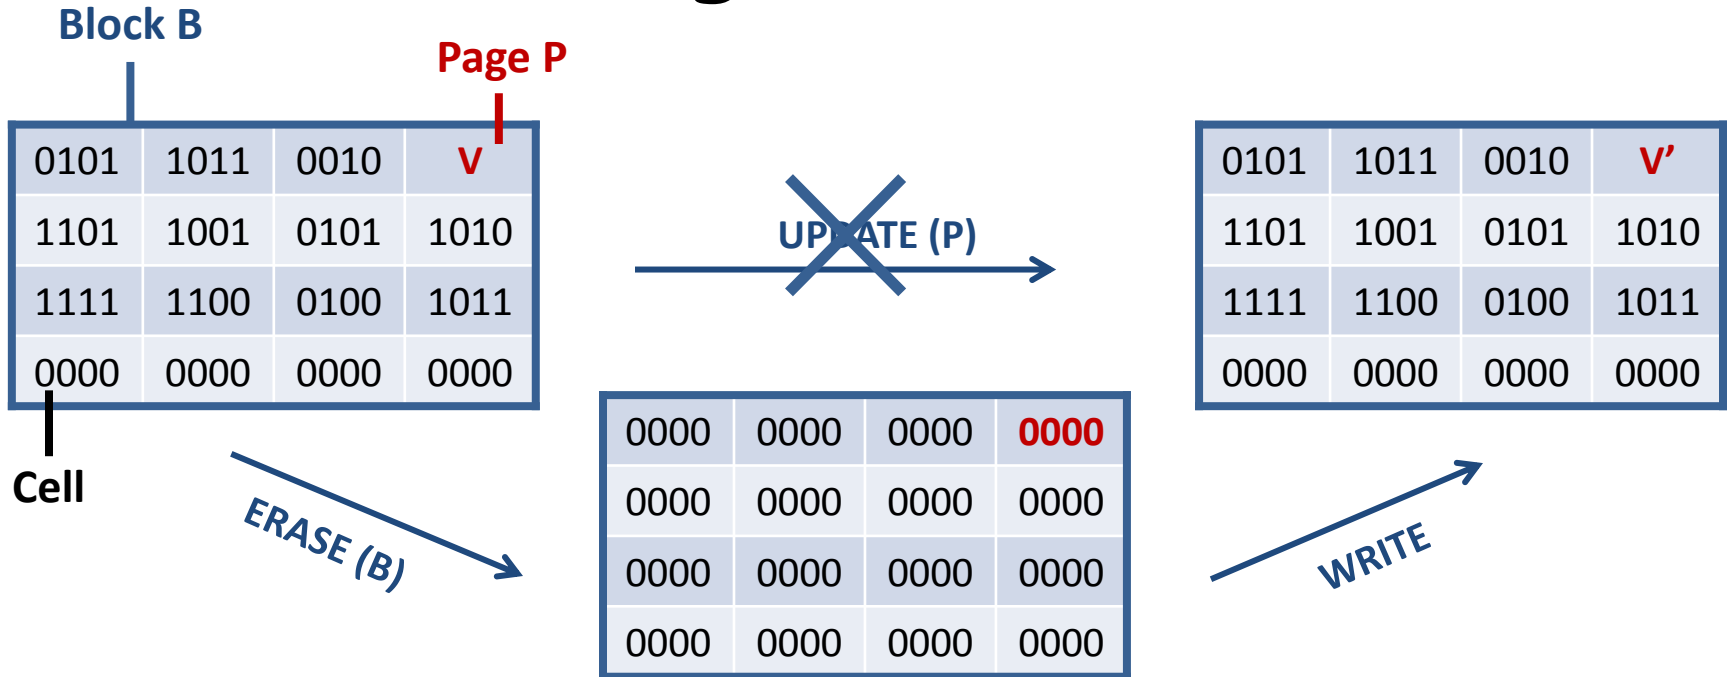 Block B
Page P
0101 1011 0010 V
1101 1001 0101 1010
1111 1100 0100 1011
0000 0000 0000 0000
Cell
UPDATE (P)
ERASE (B)
0000 0000 0000 0000
0000 0000 0000 0000
0000 0000 0000 0000
0000 0000 0000 0000
WRITE
0101 1011 0010 V’
1101 1001 0101 1010
1111 1100 0100 1011
0000 0000 0000 0000